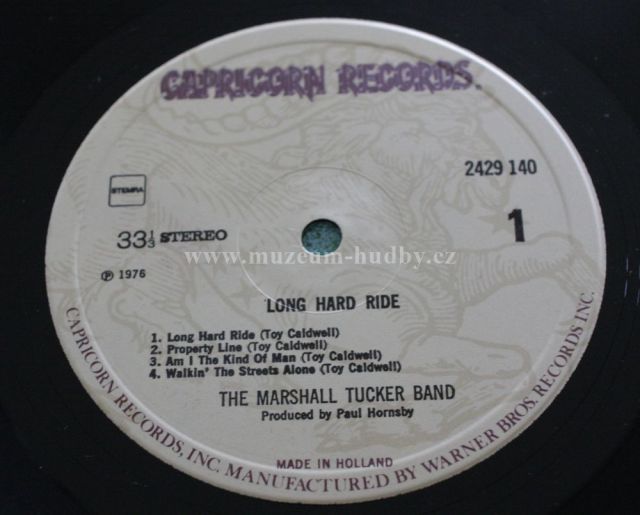 CAPRICORN RECORDS.
2429 140
STEMRA
1
33⅓ STEREO
www.muzeum-hudby.cz
℗ 1976
LONG HARD RIDE
1. Long Hard Ride (Toy Caldwell)
2. Property Line (Toy Caldwell)
3. Am I The Kind Of Man (Toy Caldwell)
4. Walkin' The Streets Alone (Toy Caldwell)
THE MARSHALL TUCKER BAND
Produced by Paul Hornsby
MADE IN HOLLAND
CAPRICORN RECORDS, INC. MANUFACTURED BY WARNER BROS. RECORDS INC.